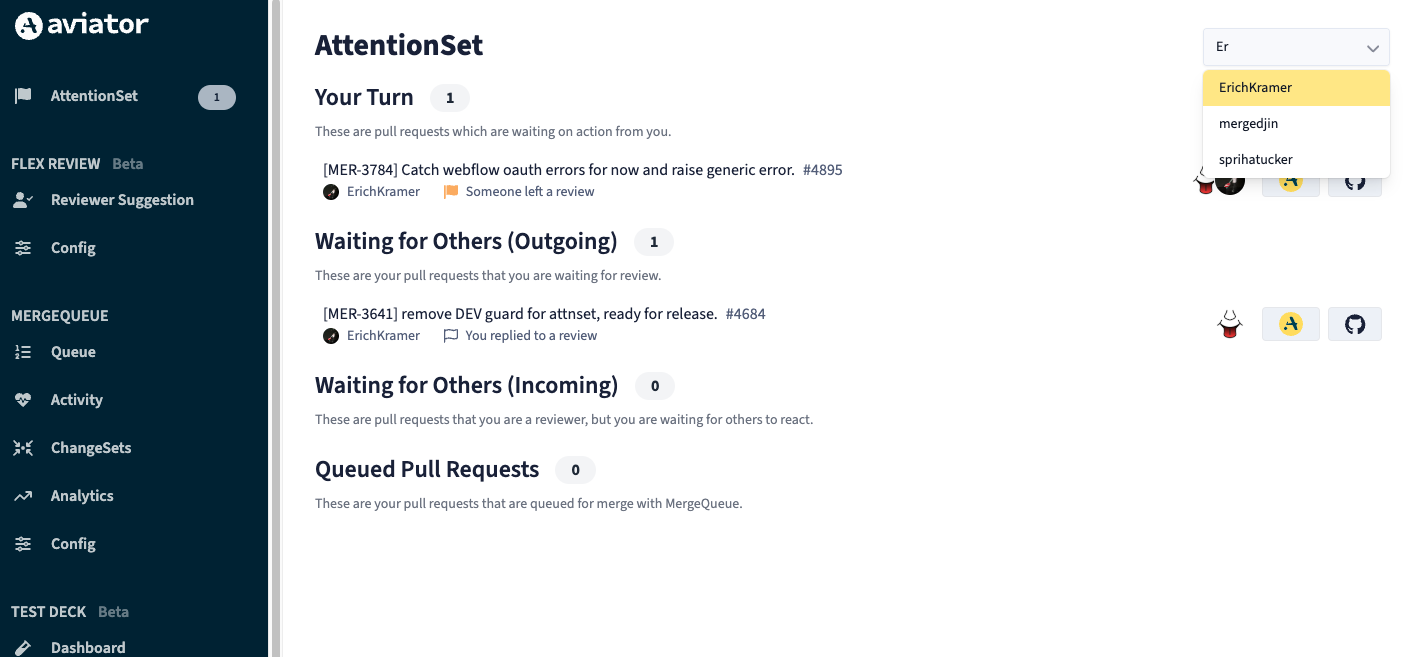 aviator
AttentionSet 1
FLEX REVIEW Beta
Reviewer Suggestion
Config
MERGEQUEUE
Queue
Activity
ChangeSets
Analytics
Config
TEST DECK Beta
Dashboard
AttentionSet
Er
ErichKramer
mergedjin
sprihatucker
Your Turn 1
These are pull requests which are waiting on action from you.
[MER-3784] Catch webflow oauth errors for now and raise generic error. #4895
ErichKramer Someone left a review
Waiting for Others (Outgoing) 1
These are your pull requests that you are waiting for review.
[MER-3641] remove DEV guard for attnset, ready for release. #4684
ErichKramer You replied to a review
Waiting for Others (Incoming) 0
These are pull requests that you are a reviewer, but you are waiting for others to react.
Queued Pull Requests 0
These are your pull requests that are queued for merge with MergeQueue.